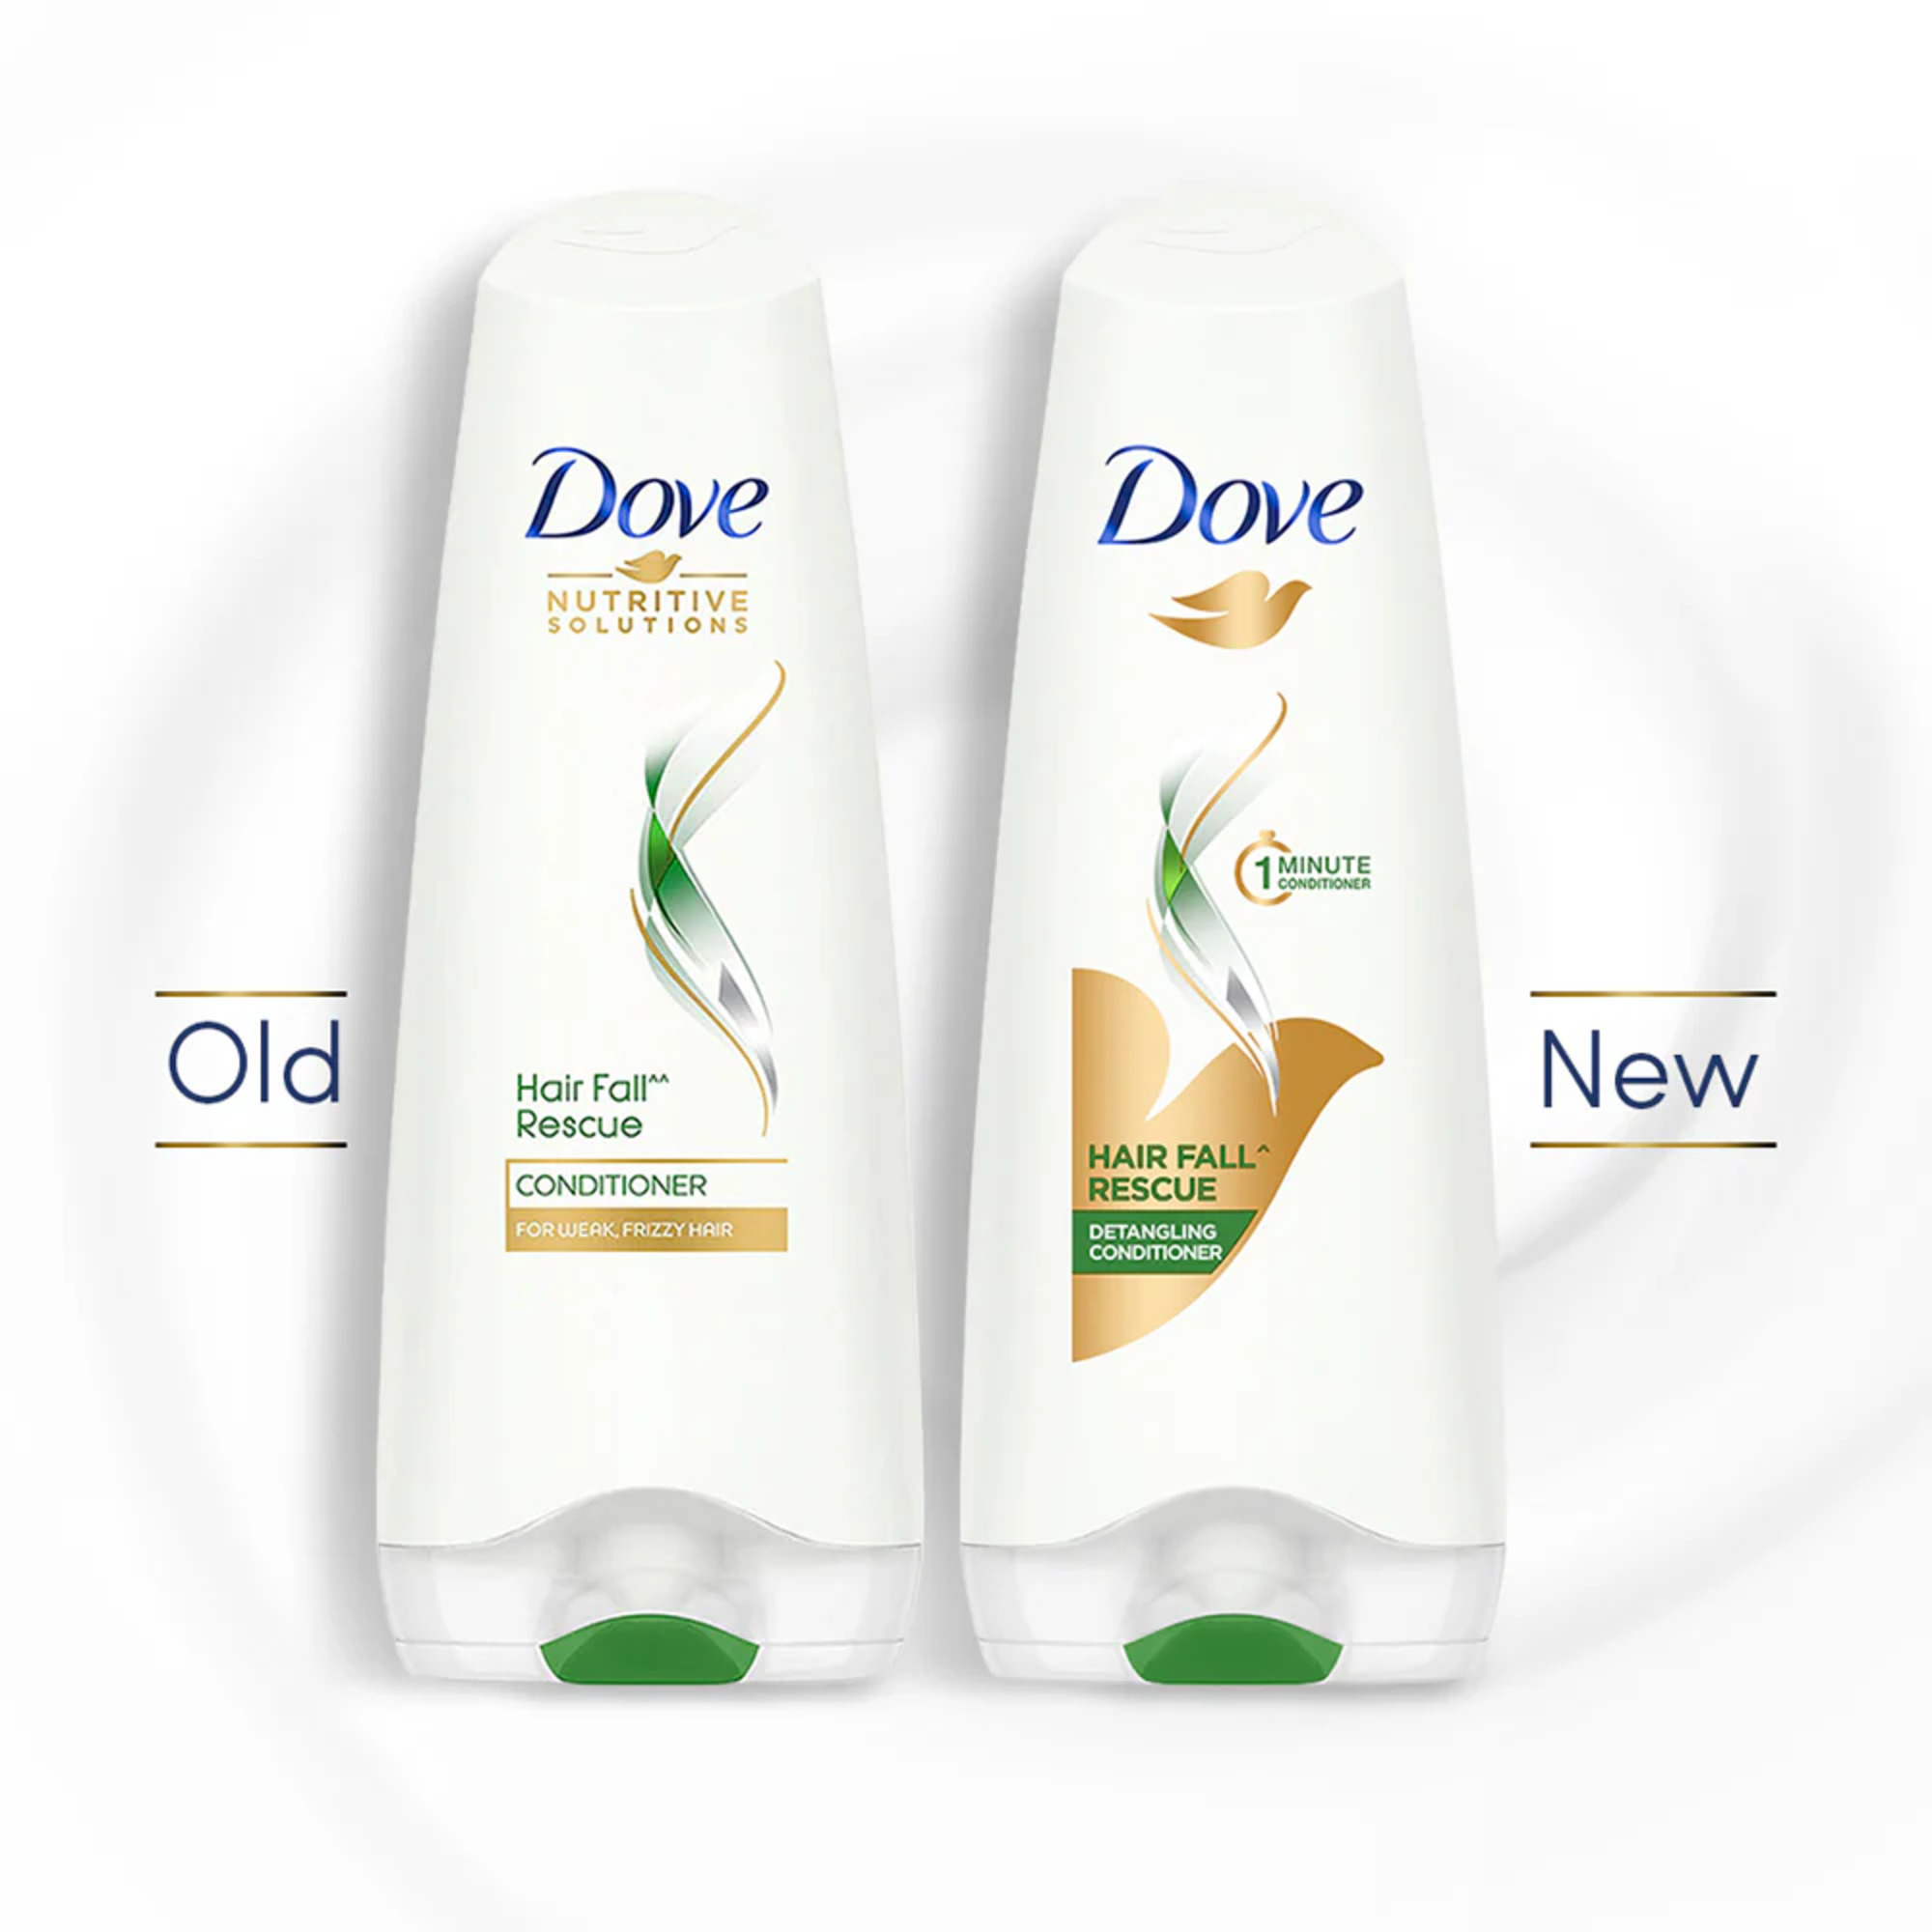 Old
Dove
NUTRITIVE
SOLUTIONS
Hair Fall^^
Rescue
CONDITIONER
FOR WEAK, FRIZZY HAIR
Dove
1 MINUTE
CONDITIONER
HAIR FALL^
RESCUE
DETANGLING
CONDITIONER
New